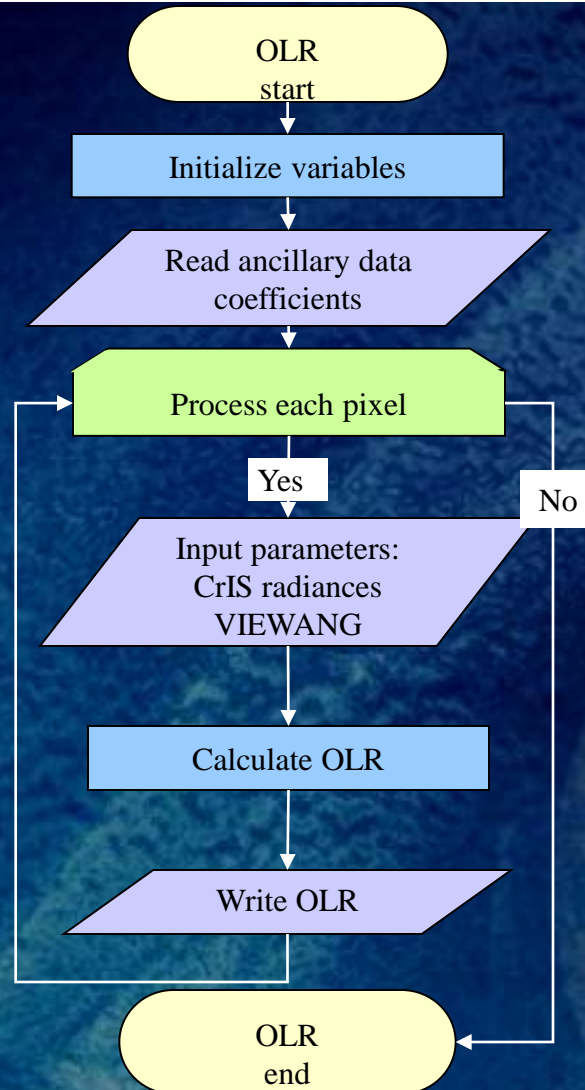 OLR
start
Initialize variables
Read ancillary data
coefficients
Process each pixel
Yes
No
Input parameters:
CrIS radiances
VIEWANG
Calculate OLR
Write OLR
OLR
end